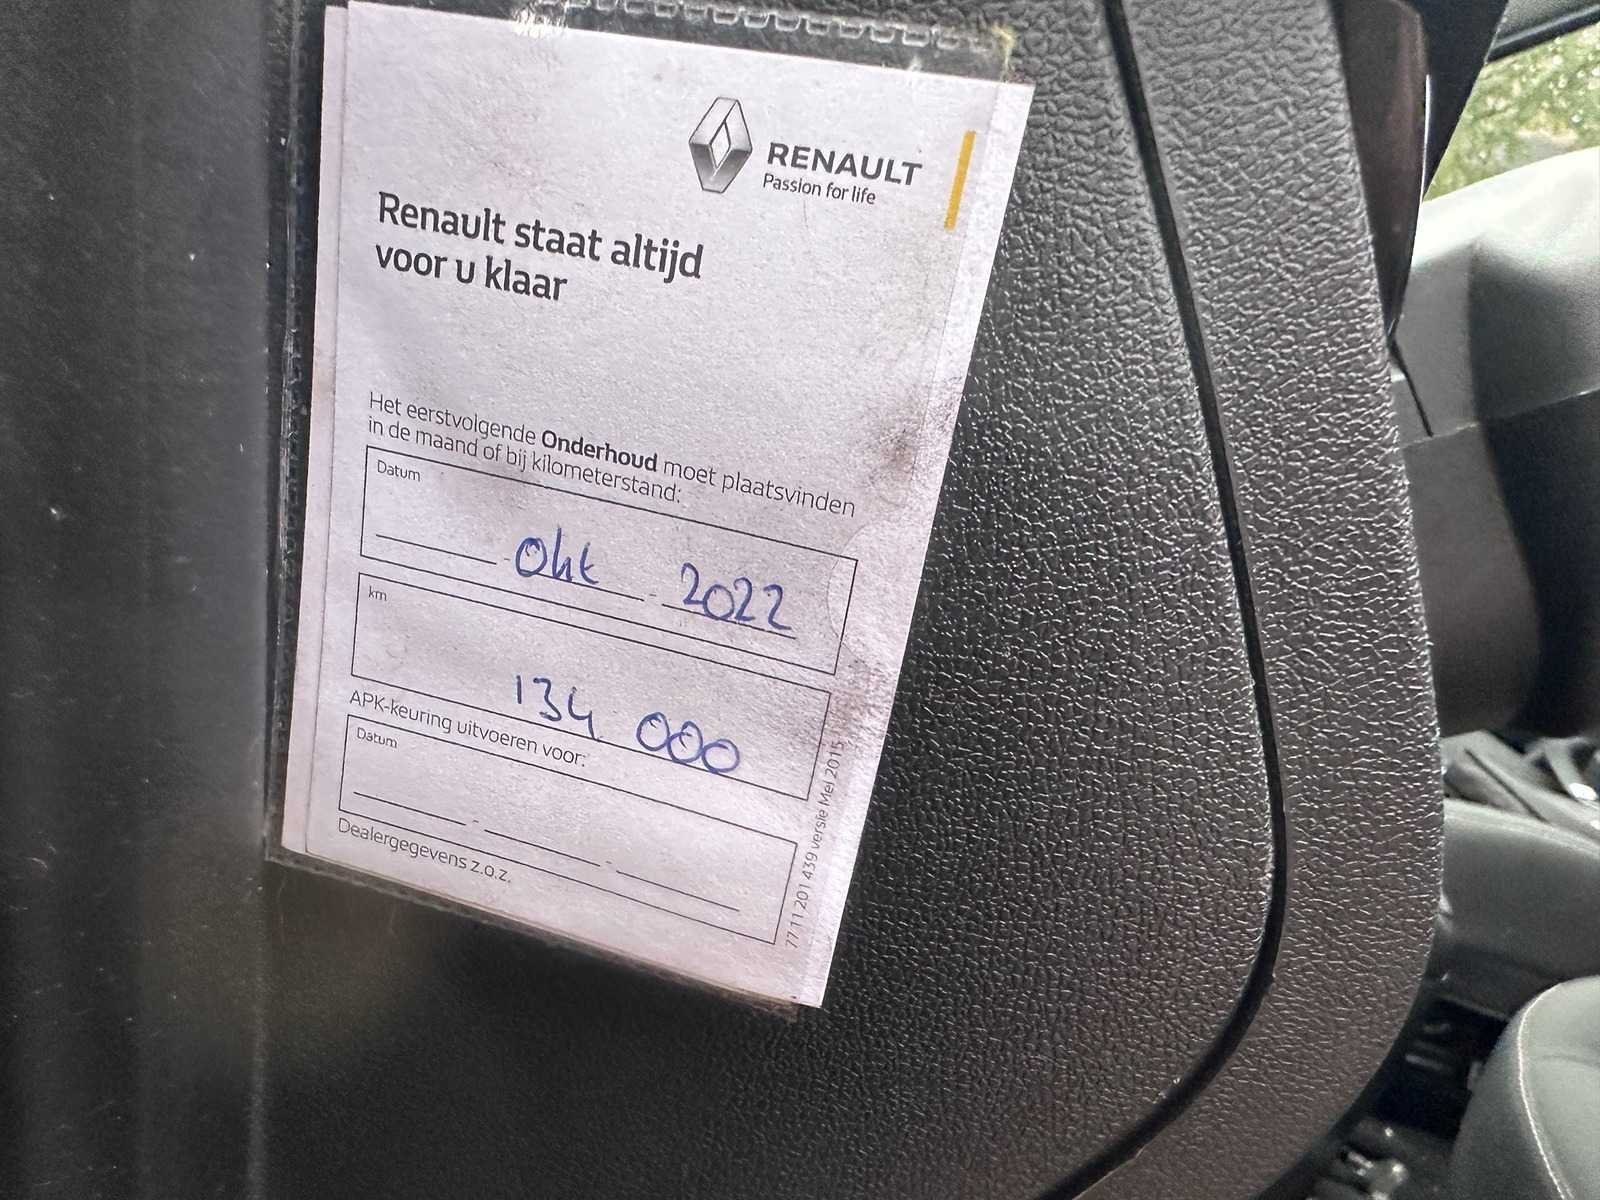 RENAULT
Passion for life
Renault staat altijd
voor u klaar
Het eerstvolgende Onderhoud moet plaatsvinden
in de maand of bij kilometerstand:
Datum
Okt - 2022
km
134 000
APK-keuring uitvoeren voor:
Datum
Dealergegevens z.o.z.
77 11 201 439 versie Mei 2015